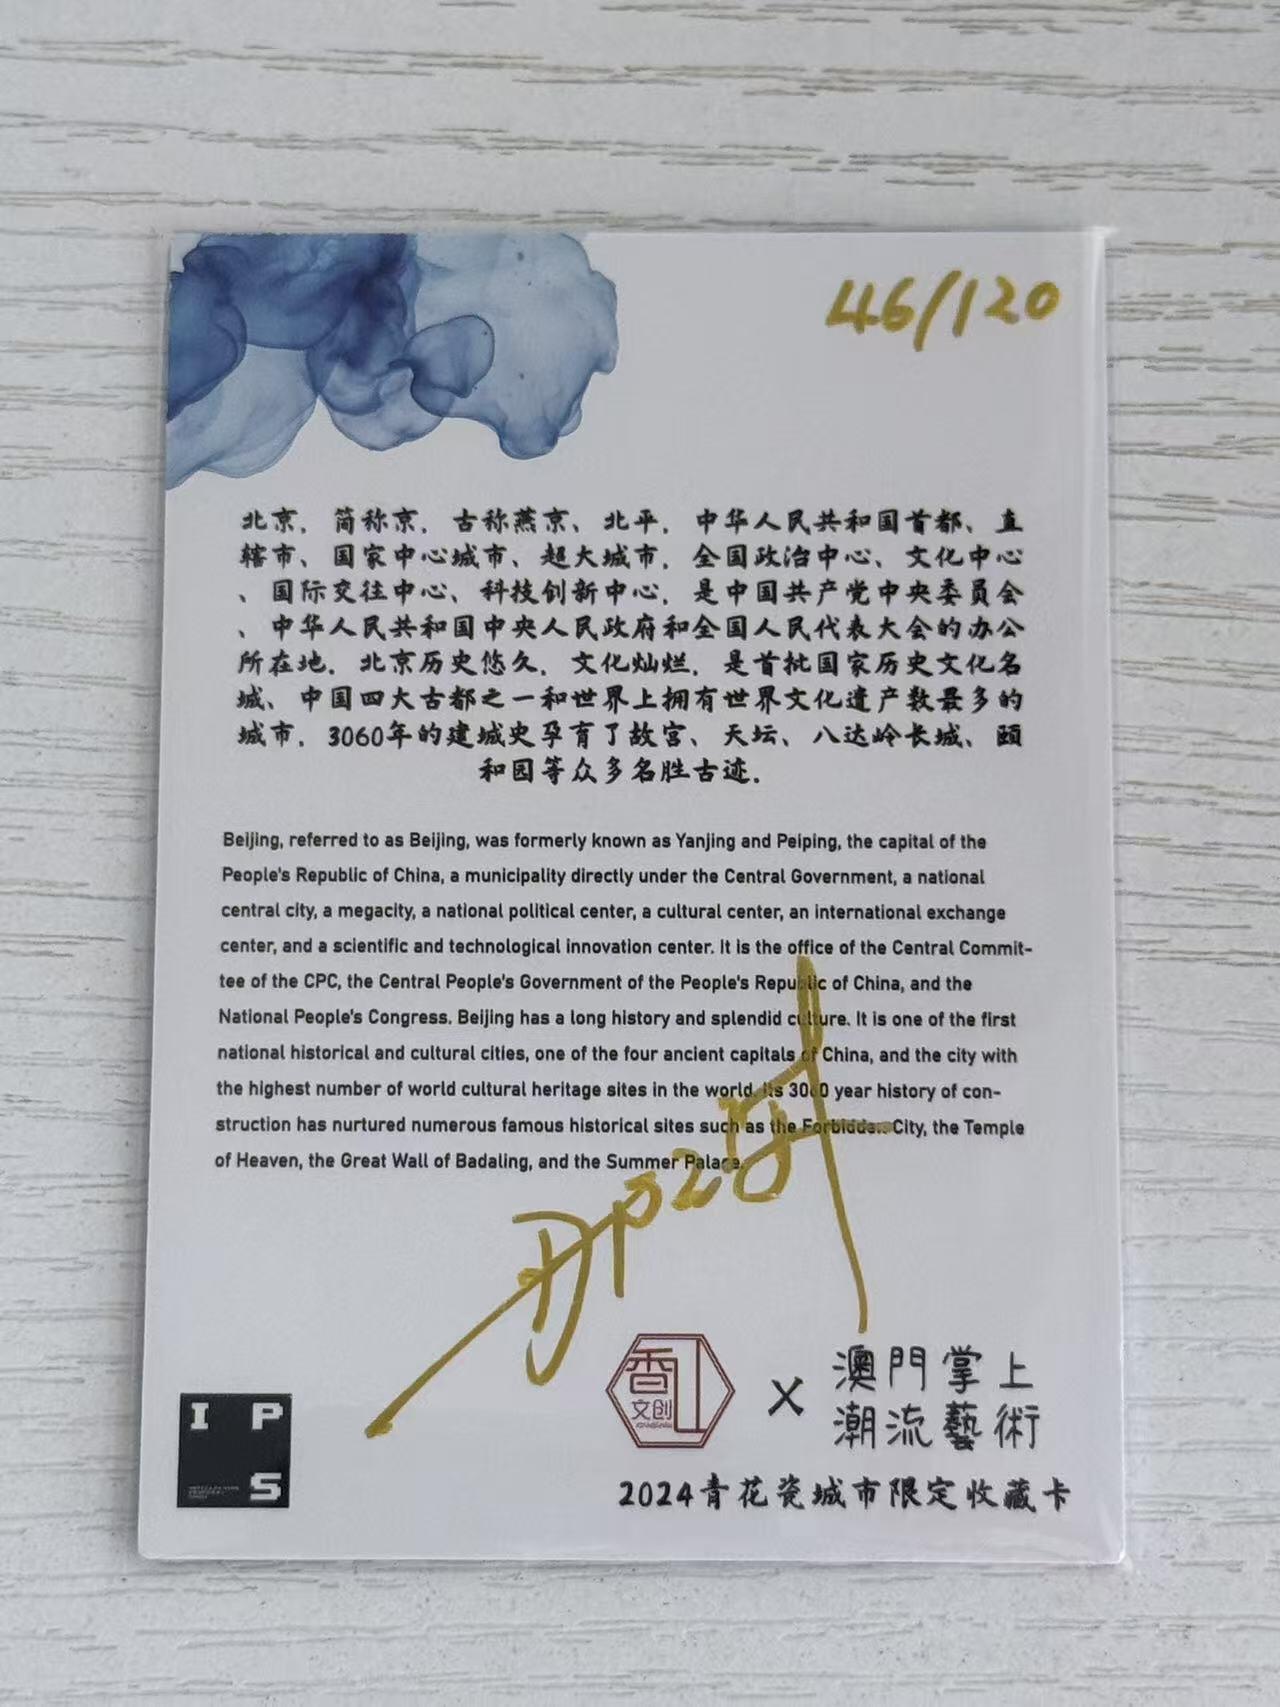 46/120
北京，简称京，古称燕京、北平，中华人民共和国首都、直
辖市、国家中心城市、超大城市，全国政治中心、文化中心
、国际交往中心、科技创新中心，是中国共产党中央委员会
、中华人民共和国中央人民政府和全国人民代表大会的办公
所在地，北京历史悠久，文化灿烂，是首批国家历史文化名
城、中国四大古都之一和世界上拥有世界文化遗产数最多的
城市，3060年的建城史孕育了故宫、天坛、八达岭长城、颐
和园等众多名胜古迹．
Beijing, referred to as Beijing, was formerly known as Yanjing and Peiping, the capital of the
People's Republic of China, a municipality directly under the Central Government, a national
central city, a megacity, a national political center, a cultural center, an international exchange
center, and a scientific and technological innovation center. It is the office of the Central Commit-
tee of the CPC, the Central People's Government of the People's Republic of China, and the
National People's Congress. Beijing has a long history and splendid culture. It is one of the first
national historical and cultural cities, one of the four ancient capitals of China, and the city with
the highest number of world cultural heritage sites in the world. Its 3060 year history of con-
struction has nurtured numerous famous historical sites such as the Forbidden City, the Temple
of Heaven, the Great Wall of Badaling, and the Summer Palace.
文创
X
澳門掌上
潮流藝術
I P
S
2024青花瓷城市限定收藏卡